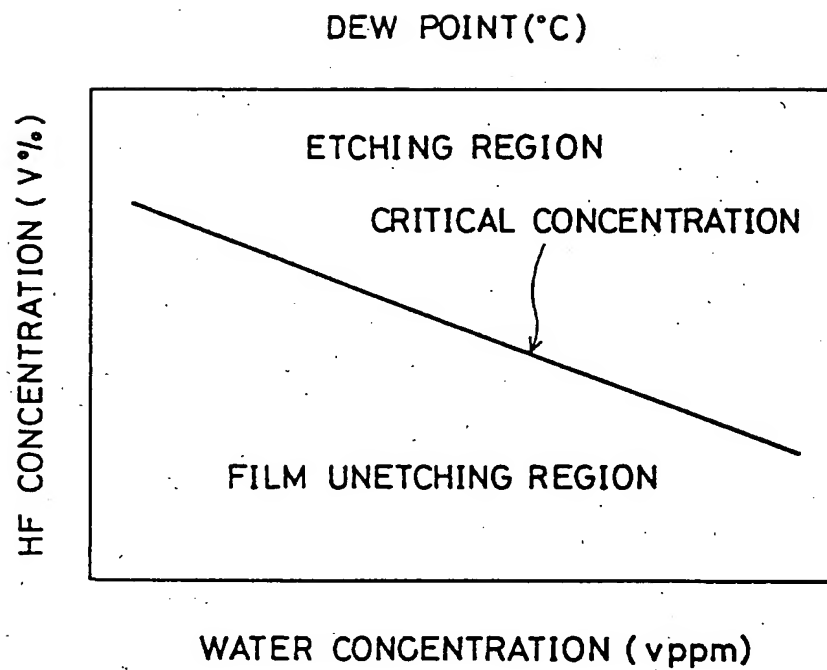 DEW POINT (°C)
HF CONCENTRATION (V%)
ETCHING REGION
CRITICAL CONCENTRATION
FILM UNETCHING REGION
WATER CONCENTRATION (vppm)